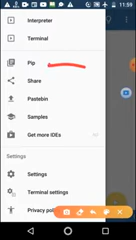 11:59
Interpreter
Terminal
Pip
Share
Pastebin
Samples
Get more IDEs
Settings
Settings
Terminal settings
Privacy poli